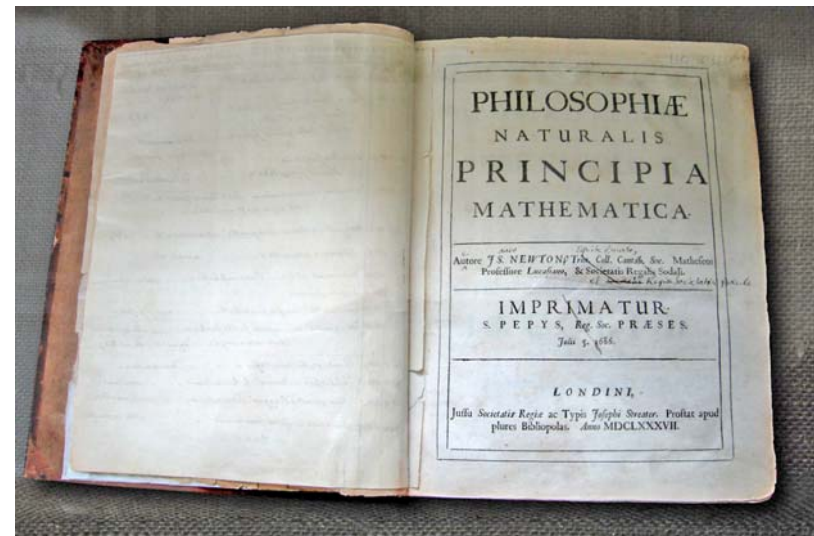 PHILOSOPHIÆ
NATURALIS
PRINCIPIA
MATHEMATICA.
Autore JS. NEWTON, Trin. Coll. Cantab. Soc. Matheseos
Professore Lucasiano, & Societatis Regalis Sodali.
IMPRIMATUR.
S. PEPYS, Reg. Soc. PRÆSES.
Julii 5. 1686.
LONDINI,
Jussu Societatis Regiæ ac Typis Josephi Streater. Prostat apud
plures Bibliopolas. Anno MDCLXXXVII.